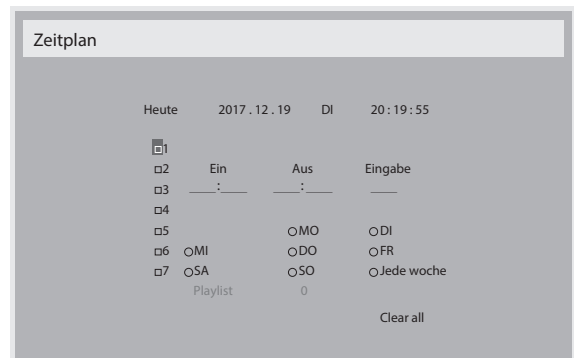 Zeitplan
Heute 2017 . 12 . 19 DI 20 : 19 : 55
1
2 Ein Aus Eingabe
3 ____:____ ____:____ ____
4
5 MO DI
6 MI DO FR
7 SA SO Jede woche
Playlist 0
Clear all